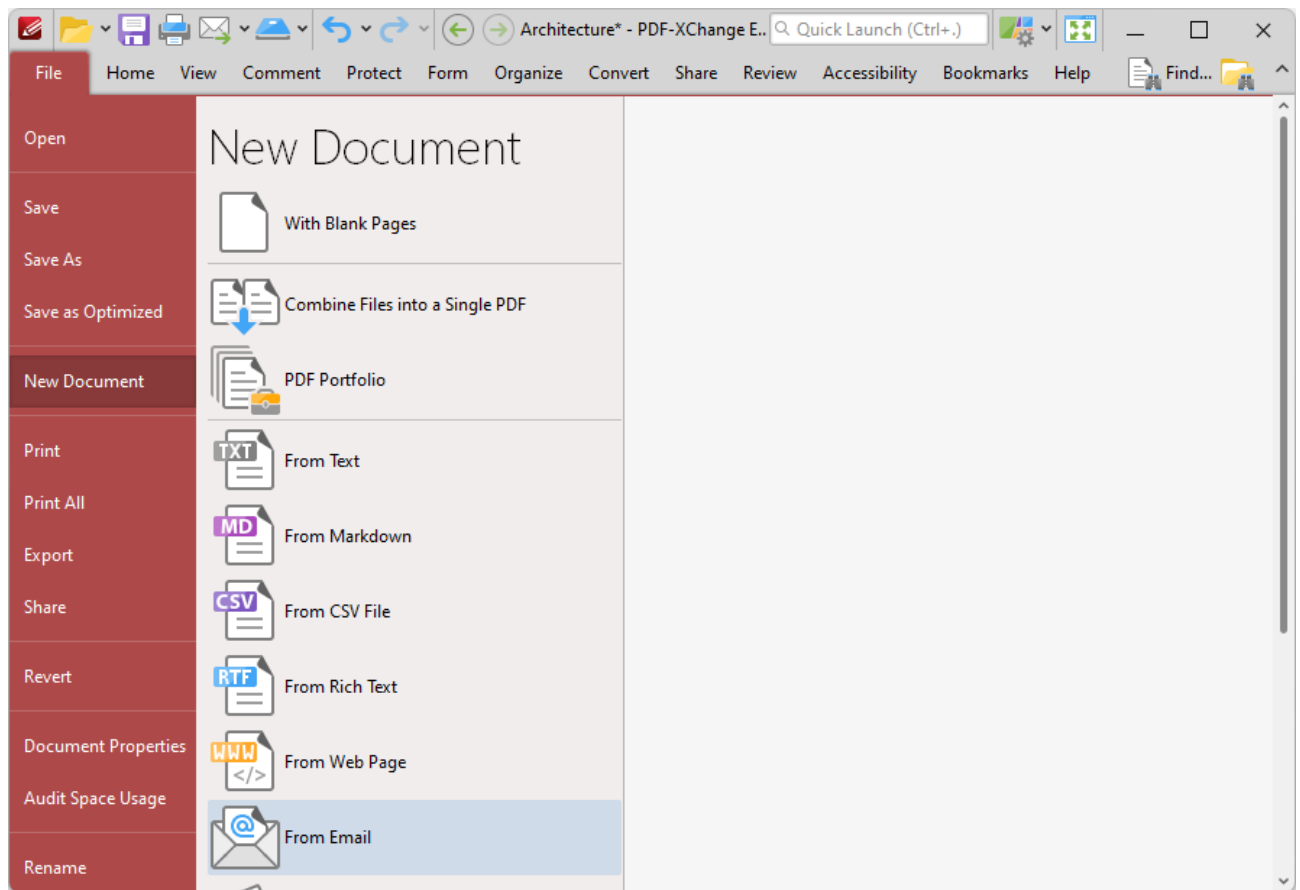 Architecture* - PDF-XChange E.. Quick Launch (Ctrl+.)
File Home View Comment Protect Form Organize Convert Share Review Accessibility Bookmarks Help Find...
Open
Save
Save As
Save as Optimized
New Document
Print
Print All
Export
Share
Revert
Document Properties
Audit Space Usage
Rename
New Document
With Blank Pages
Combine Files into a Single PDF
PDF Portfolio
TXT From Text
MD From Markdown
CSV From CSV File
RTF From Rich Text
WWW </> From Web Page
@ From Email